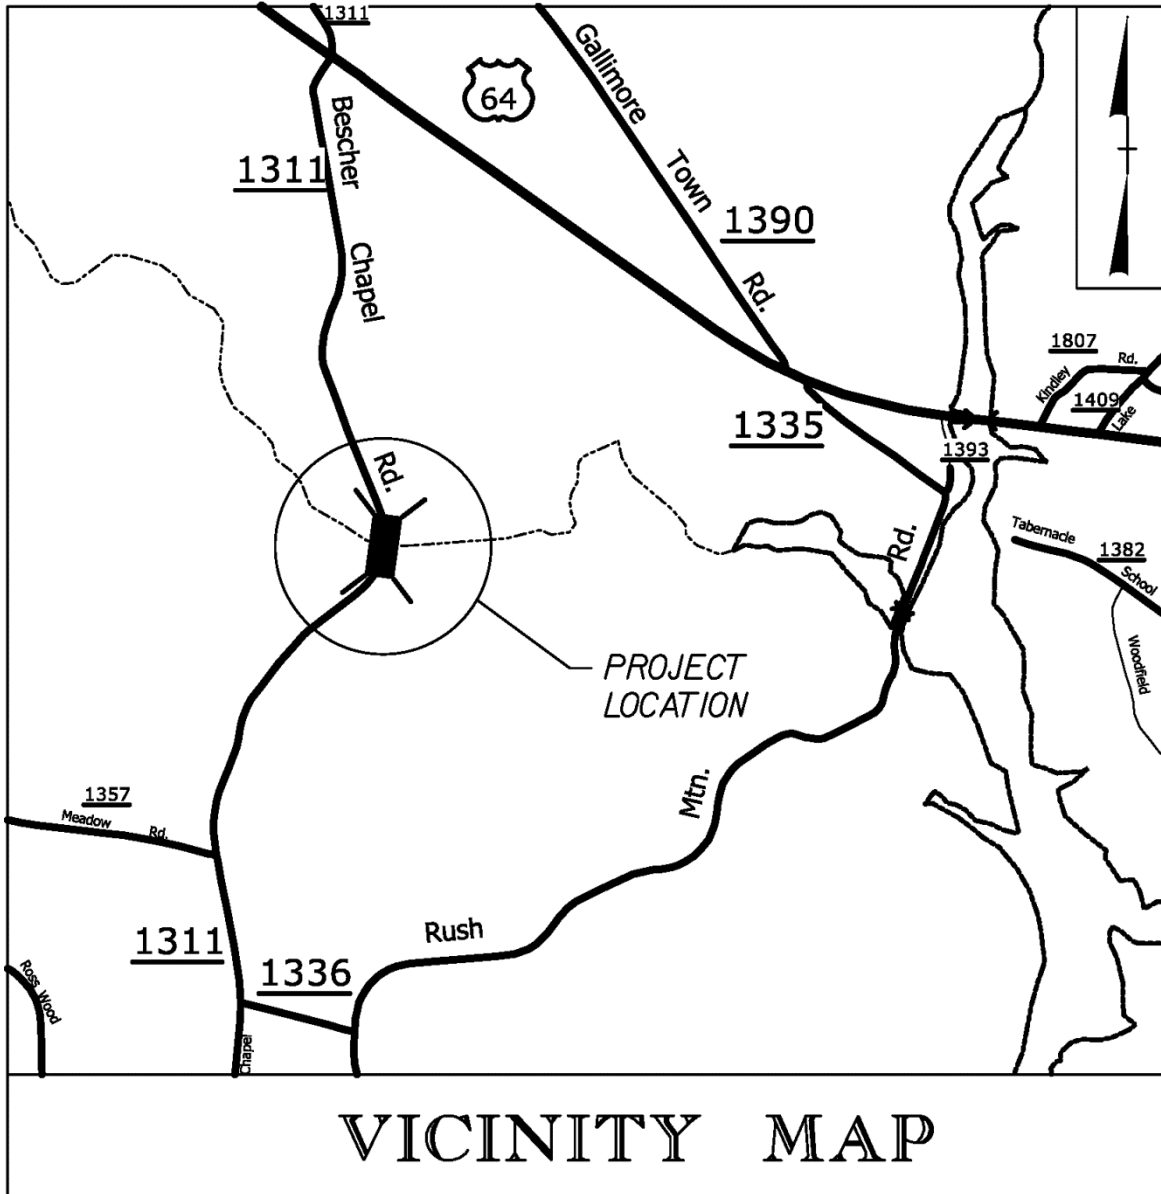 1311
64
Gallimore
Town
Rd.
1390
Bescher
Chapel
Rd.
1311
1807
Kindley
Rd.
1409
Lake
1335
1393
Rd.
Tabernacle
School
1382
Woodfield
PROJECT
LOCATION
Mtn.
1357
Meadow
Rd.
Rush
1311
1336
Ross Wood
Chapel
VICINITY MAP